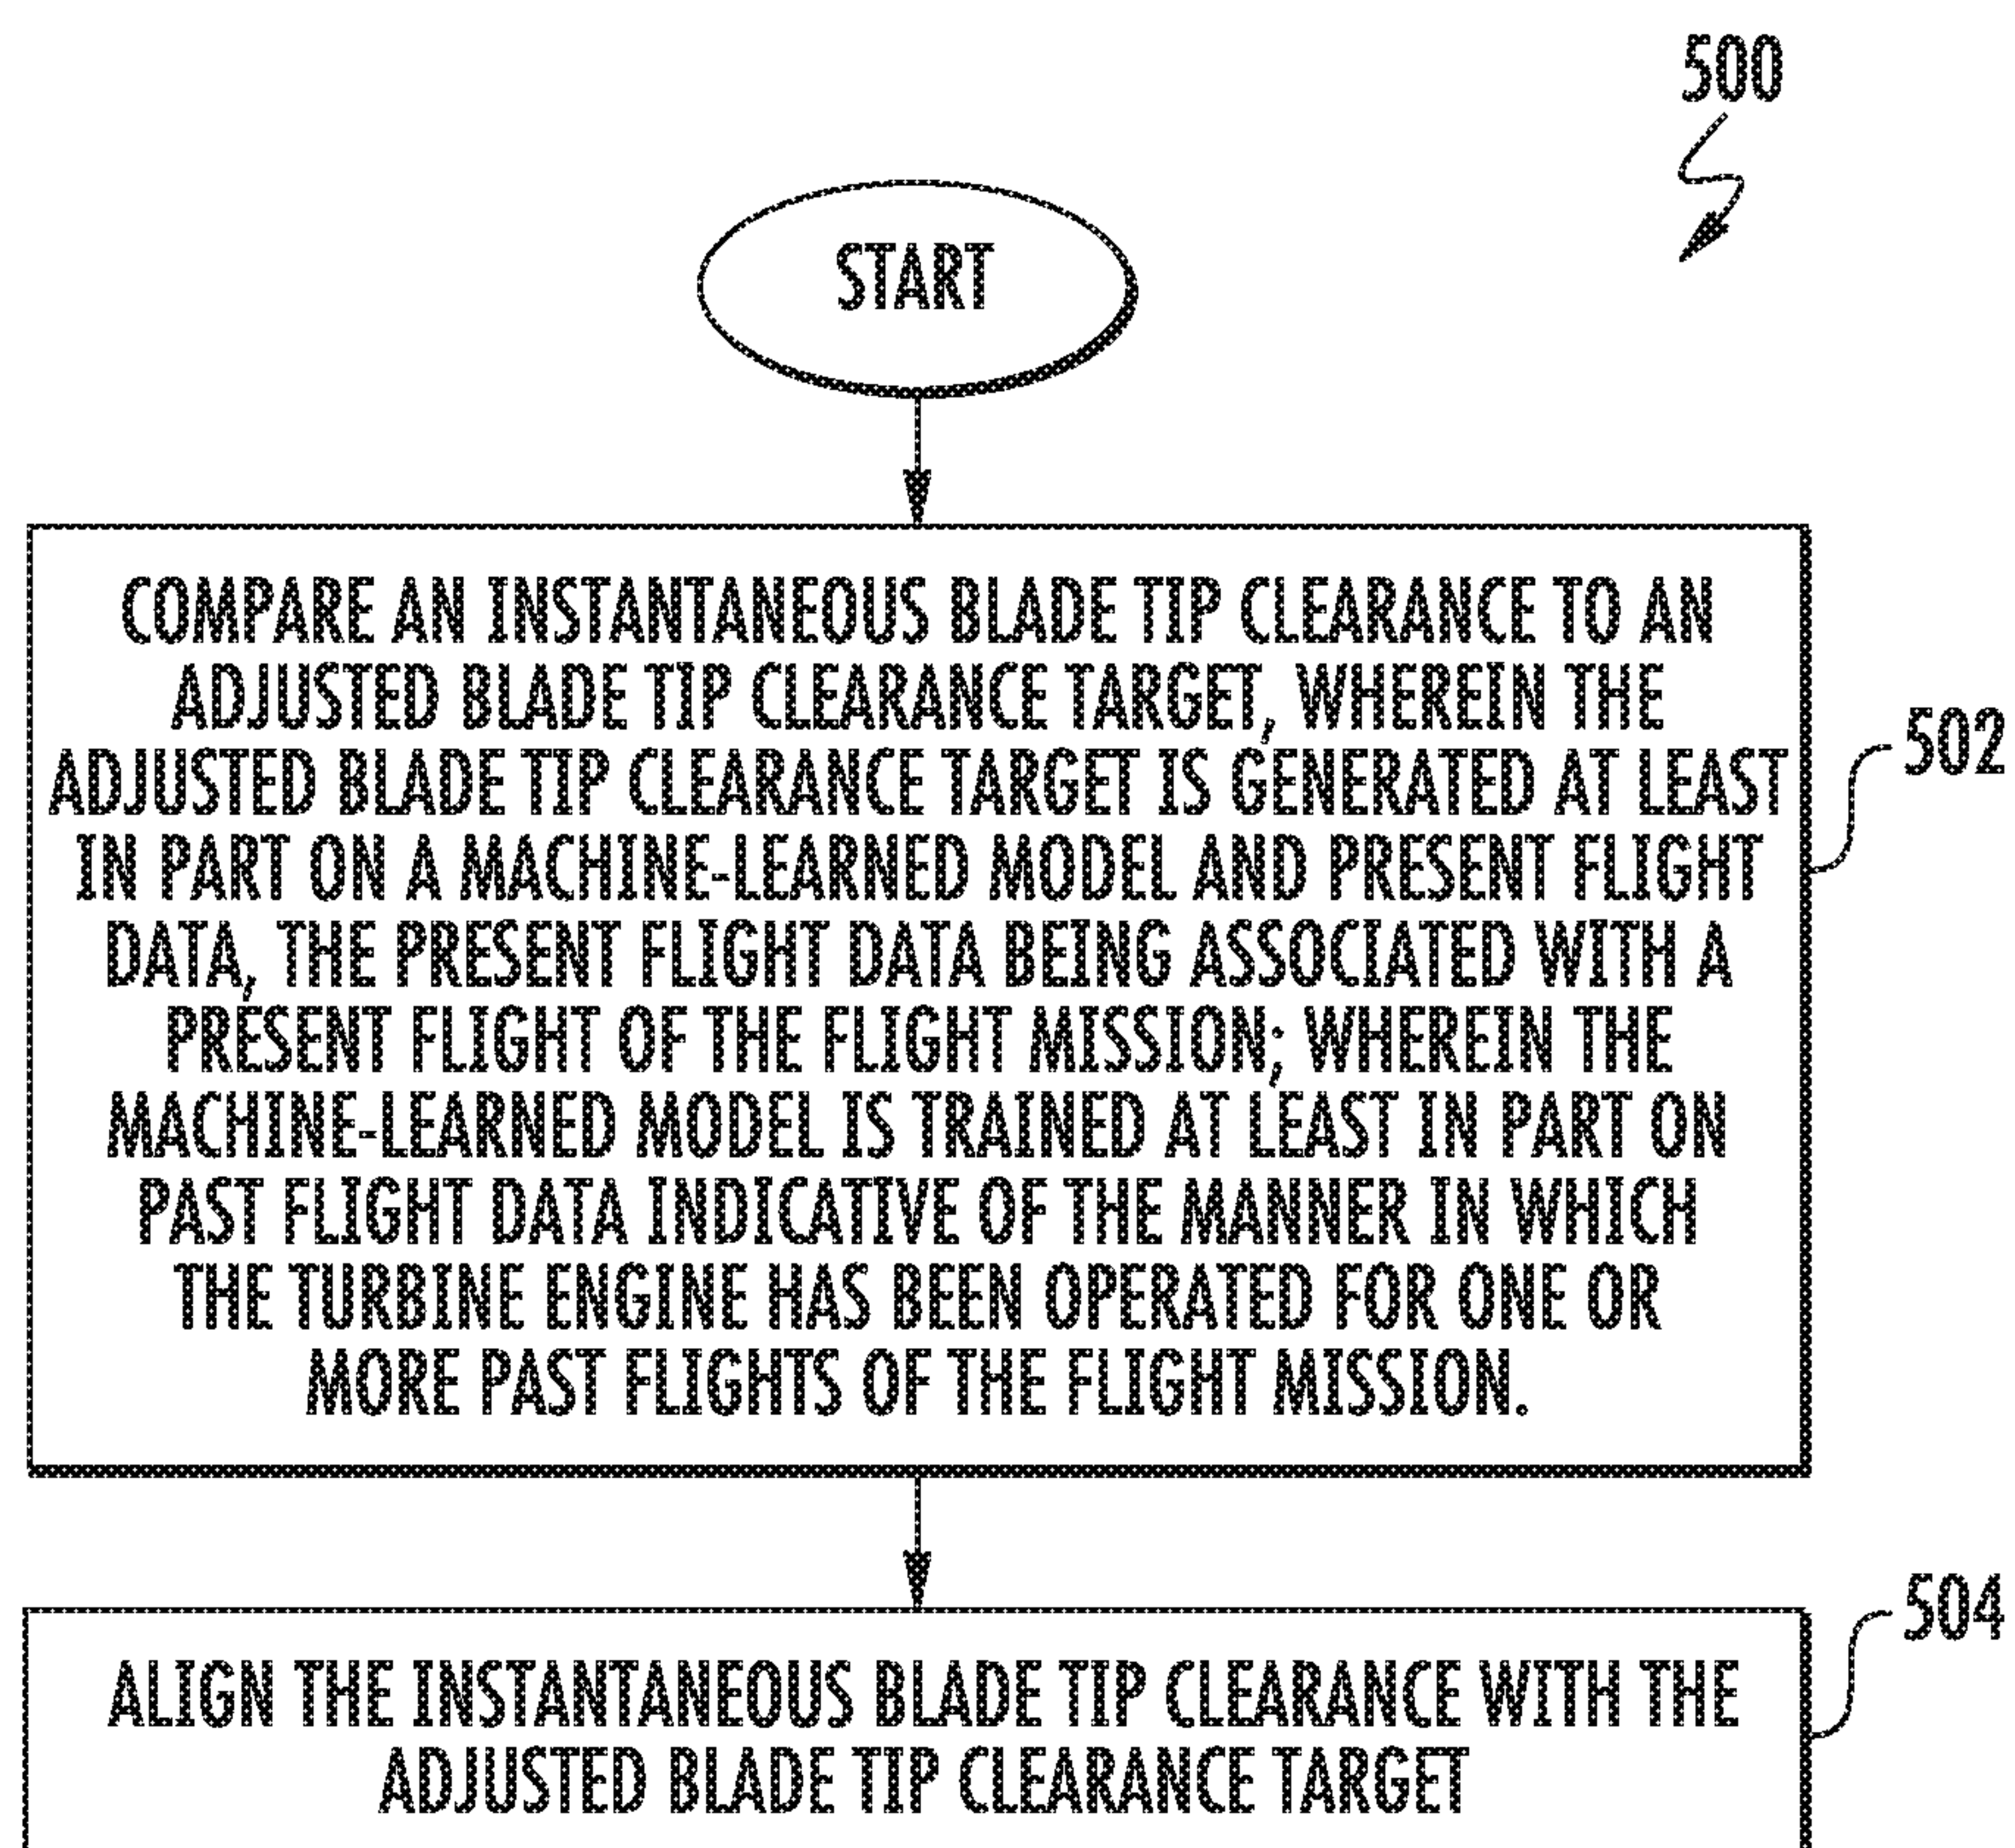 500
START
COMPARE AN INSTANTANEOUS BLADE TIP CLEARANCE TO AN
ADJUSTED BLADE TIP CLEARANCE TARGET, WHEREIN THE
ADJUSTED BLADE TIP CLEARANCE TARGET IS GENERATED AT LEAST
IN PART ON A MACHINE-LEARNED MODEL AND PRESENT FLIGHT
DATA, THE PRESENT FLIGHT DATA BEING ASSOCIATED WITH A
PRESENT FLIGHT OF THE FLIGHT MISSION; WHEREIN THE
MACHINE-LEARNED MODEL IS TRAINED AT LEAST IN PART ON
PAST FLIGHT DATA INDICATIVE OF THE MANNER IN WHICH
THE TURBINE ENGINE HAS BEEN OPERATED FOR ONE OR
MORE PAST FLIGHTS OF THE FLIGHT MISSION.
502
504
ALIGN THE INSTANTANEOUS BLADE TIP CLEARANCE WITH THE
ADJUSTED BLADE TIP CLEARANCE TARGET